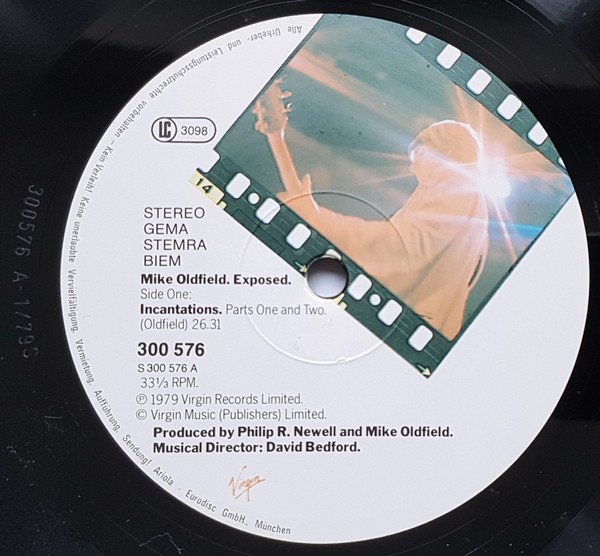 Alle Urheber- und Leistungsschutzrechte vorbehalten – Kein Verleih! Keine unerlaubte Vervielfältigung, Vermietung, Aufführung, Sendung! Ariola - Eurodisc GmbH., München
LC 3098
14
STEREO
GEMA
STEMRA
BIEM
Mike Oldfield. Exposed.
Side One:
Incantations. Parts One and Two.
(Oldfield) 26.31
300 576
S 300 576 A
33⅓ RPM.
℗ 1979 Virgin Records Limited.
© Virgin Music (Publishers) Limited.
Produced by Philip R. Newell and Mike Oldfield.
Musical Director: David Bedford.
Virgin
300576 A-1/79S